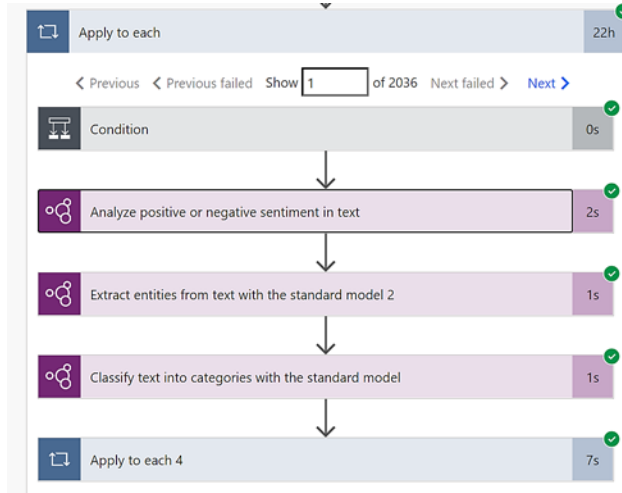 Apply to each 22h
Previous Previous failed Show 1 of 2036 Next failed Next
Condition 0s
Analyze positive or negative sentiment in text 2s
Extract entities from text with the standard model 2 1s
Classify text into categories with the standard model 1s
Apply to each 4 7s